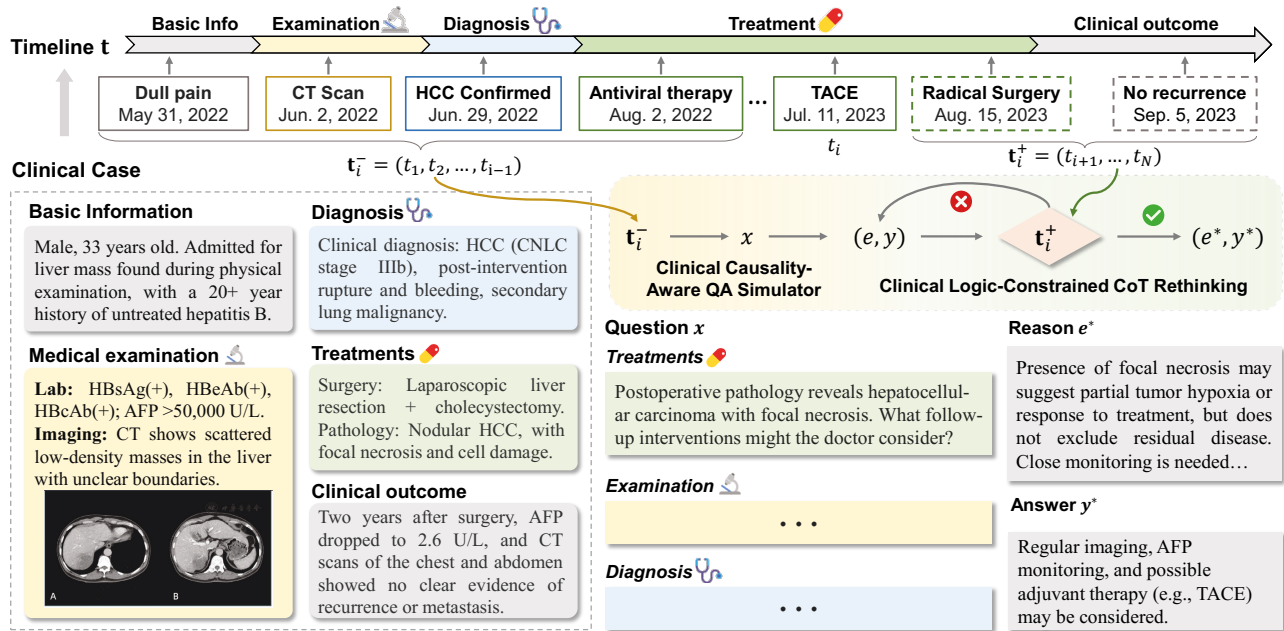 Basic Info
Examination
Diagnosis
Treatment
Clinical outcome
Timeline t
Dull pain
May 31, 2022
CT Scan
Jun. 2, 2022
HCC Confirmed
Jun. 29, 2022
Antiviral therapy
Aug. 2, 2022
...
TACE
Jul. 11, 2023
Radical Surgery
Aug. 15, 2023
No recurrence
Sep. 5, 2023
t_i
t_i^- = (t_1, t_2, ..., t_{i-1})
t_i^+ = (t_{i+1}, ..., t_N)
Clinical Case
Basic Information
Male, 33 years old. Admitted for
liver mass found during physical
examination, with a 20+ year
history of untreated hepatitis B.
Medical examination
Lab: HBsAg(+), HBeAb(+),
HBcAb(+); AFP >50,000 U/L.
Imaging: CT shows scattered
low-density masses in the liver
with unclear boundaries.
A
B
Diagnosis
Clinical diagnosis: HCC (CNLC
stage IIIb), post-intervention
rupture and bleeding, secondary
lung malignancy.
Treatments
Surgery: Laparoscopic liver
resection + cholecystectomy.
Pathology: Nodular HCC, with
focal necrosis and cell damage.
Clinical outcome
Two years after surgery, AFP
dropped to 2.6 U/L, and CT
scans of the chest and abdomen
showed no clear evidence of
recurrence or metastasis.
t_i^-
x
(e, y)
t_i^+
(e*, y*)
Clinical Causality-
Aware QA Simulator
Clinical Logic-Constrained CoT Rethinking
Question x
Treatments
Postoperative pathology reveals hepatocellul-
ar carcinoma with focal necrosis. What follow-
up interventions might the doctor consider?
Examination
...
Diagnosis
...
Reason e*
Presence of focal necrosis may
suggest partial tumor hypoxia or
response to treatment, but does
not exclude residual disease.
Close monitoring is needed...
Answer y*
Regular imaging, AFP
monitoring, and possible
adjuvant therapy (e.g., TACE)
may be considered.